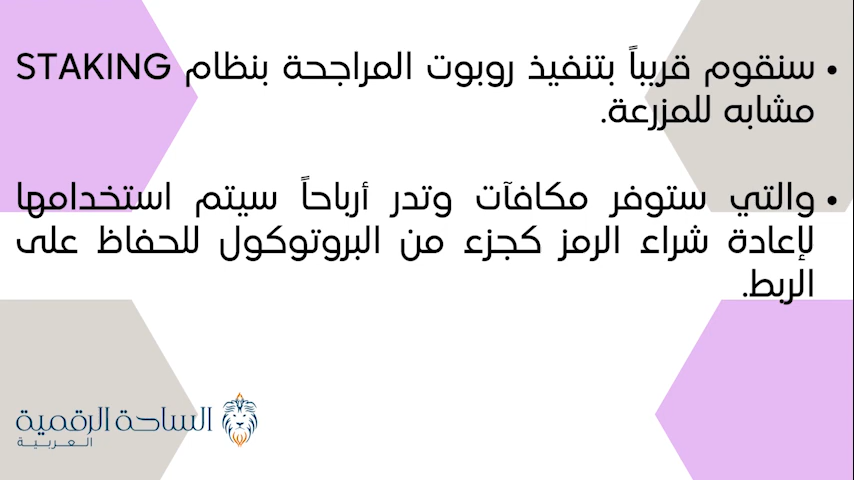 • سنقوم قريباً بتنفيذ روبوت المراجحة بنظام STAKING
مشابه للمزرعة.
• والتي ستوفر مكافآت وتدر أرباحاً سيتم استخدامها
لإعادة شراء الرمز كجزء من البروتوكول للحفاظ على
الربط.
الساحة الرقمية
العربية